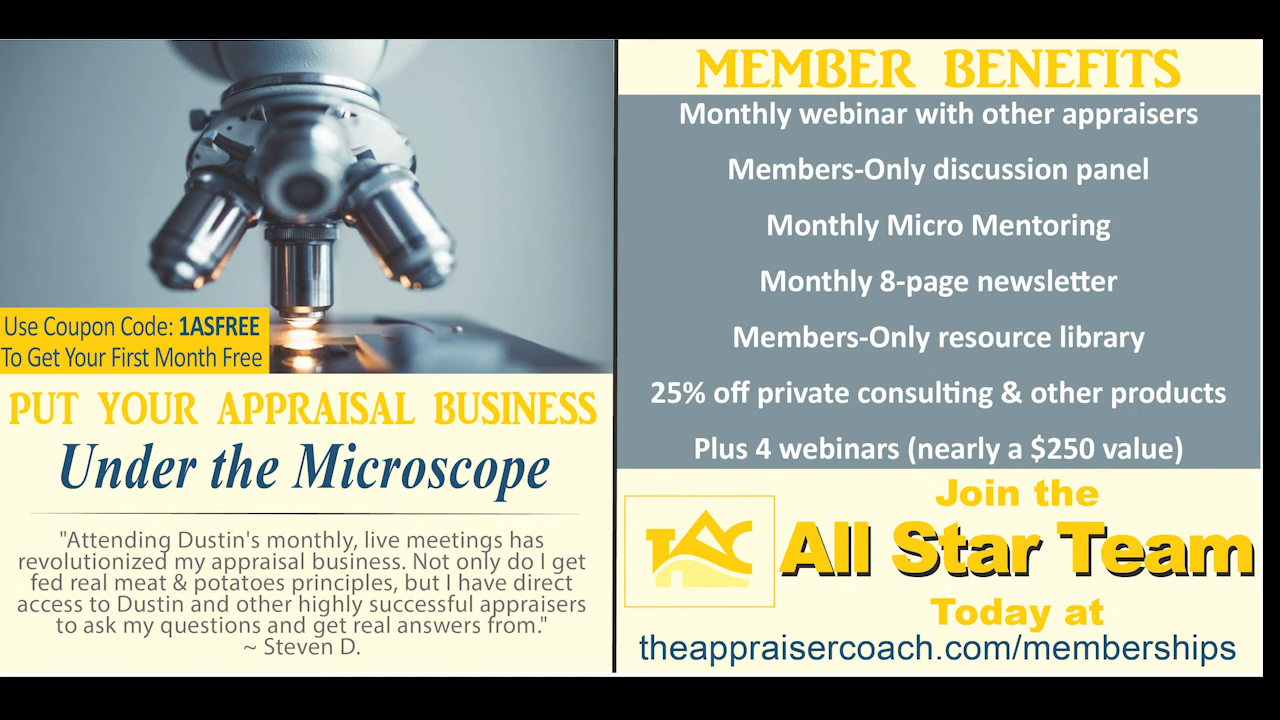 Use Coupon Code: 1ASFREE
To Get Your First Month Free
PUT YOUR APPRAISAL BUSINESS
Under the Microscope
"Attending Dustin's monthly, live meetings has
revolutionized my appraisal business. Not only do I get
fed real meat & potatoes principles, but I have direct
access to Dustin and other highly successful appraisers
to ask my questions and get real answers from."
~ Steven D.
MEMBER BENEFITS
Monthly webinar with other appraisers
Members-Only discussion panel
Monthly Micro Mentoring
Monthly 8-page newsletter
Members-Only resource library
25% off private consulting & other products
Plus 4 webinars (nearly a $250 value)
Join the
TAC
All Star Team
Today at
theappraisercoach.com/memberships